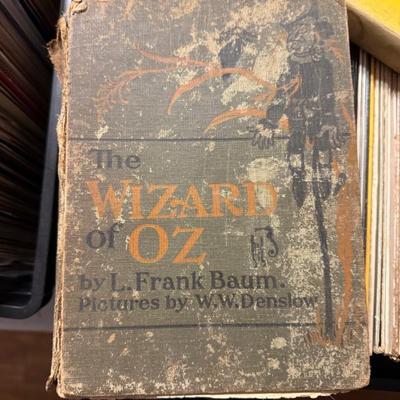 The
WIZARD
of OZ
by L. Frank Baum.
Pictures by W.W. Denslow